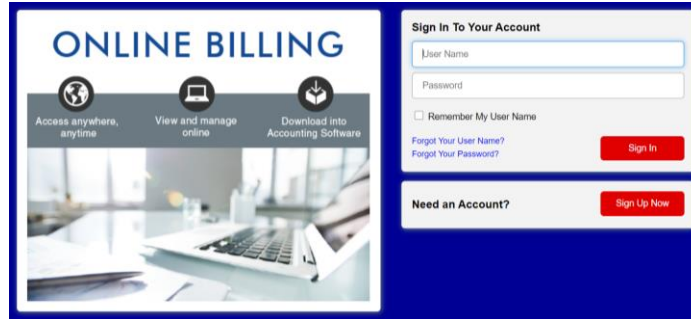 ONLINE BILLING
Access anywhere,
anytime
View and manage
online
Download into
Accounting Software
Sign In To Your Account
User Name
Password
Remember My User Name
Forgot Your User Name?
Forgot Your Password?
Sign In
Need an Account?
Sign Up Now